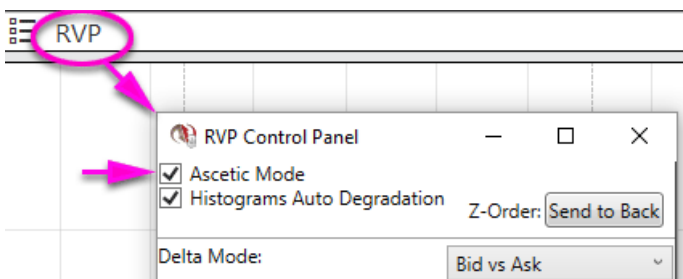 RVP
RVP Control Panel
Ascetic Mode
Histograms Auto Degradation
Z-Order: Send to Back
Delta Mode: Bid vs Ask